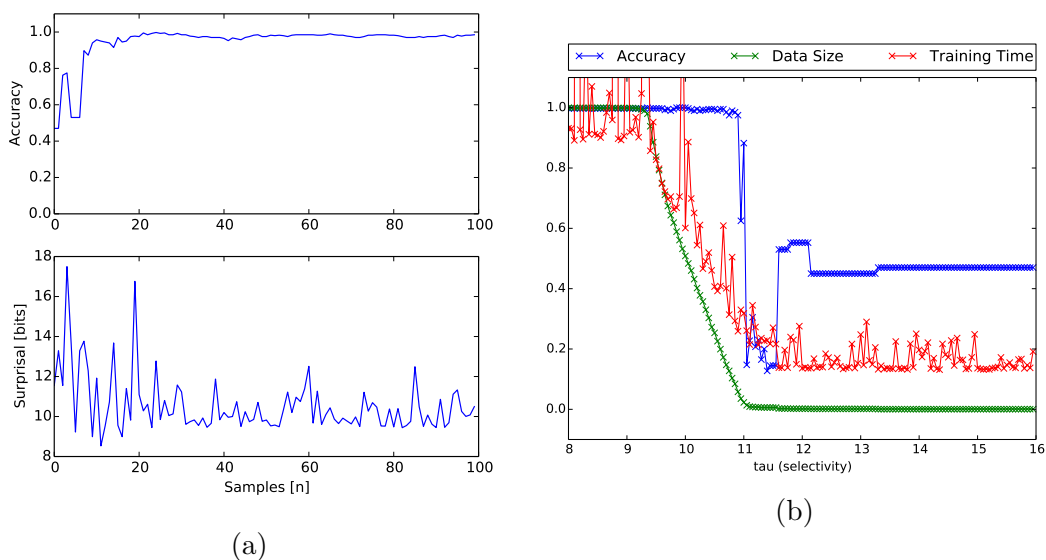 1.0
0.8
0.6
0.4
0.2
0.0
Accuracy
0 20 40 60 80 100
18
16
14
12
10
8
Surprisal [bits]
0 20 40 60 80 100
Samples [n]
(a)
Accuracy Data Size Training Time
1.0
0.8
0.6
0.4
0.2
0.0
8 9 10 11 12 13 14 15 16
tau (selectivity)
(b)